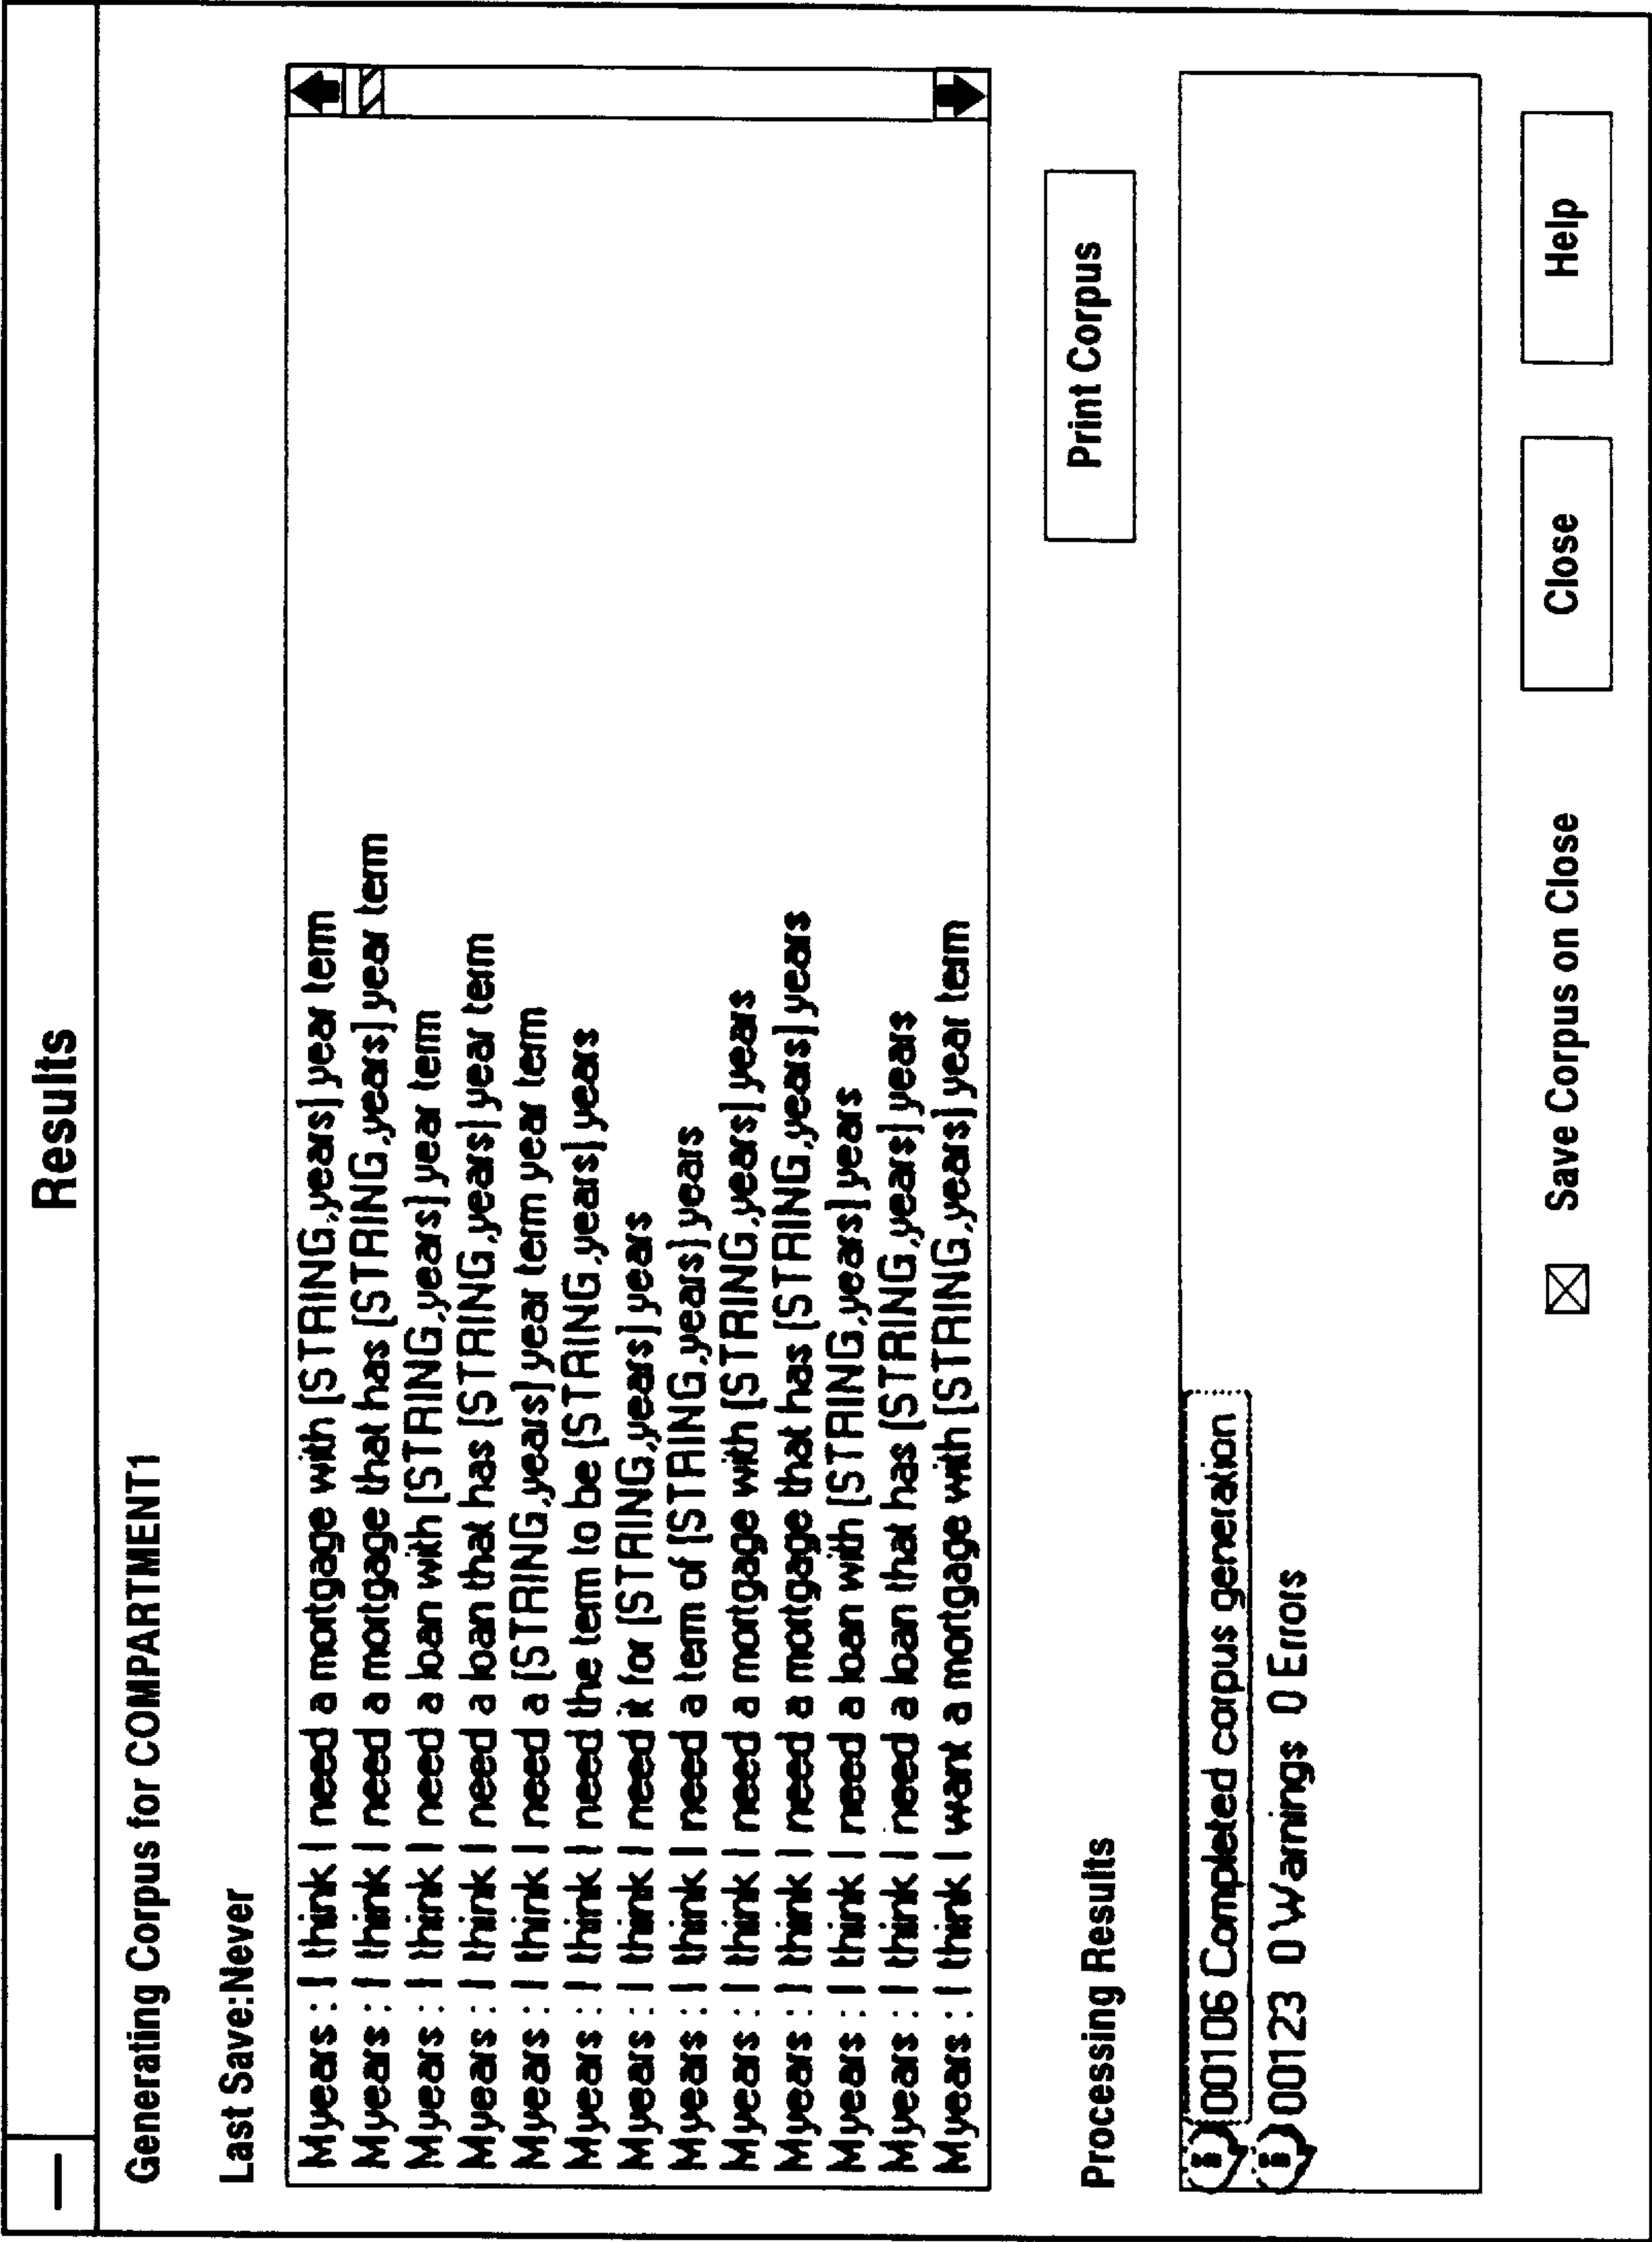 Results
Generating Corpus for COMPARTMENT1
Last Save:Never
Myears : I think I need a mortgage with [STRING,years] year term
Myears : I think I need a mortgage that has [STRING,years] year term
Myears : I think I need a loan with [STRING,years] year term
Myears : I think I need a loan that has [STRING,years] year term
Myears : I think I need a [STRING,years] year term year term
Myears : I think I need the term to be [STRING,years] years
Myears : I think I need it for [STRING,years] years
Myears : I think I need a term of [STRING,years] years
Myears : I think I need a mortgage with [STRING,years] years
Myears : I think I need a mortgage that has [STRING,years] years
Myears : I think I need a loan with [STRING,years] years
Myears : I think I need a loan that has [STRING,years] years
Myears : I think I want a mortgage with [STRING,years] year term
Print Corpus
Processing Results
00106 Completed corpus generation
00123 0 Warnings 0 Errors
Save Corpus on Close
Close
Help